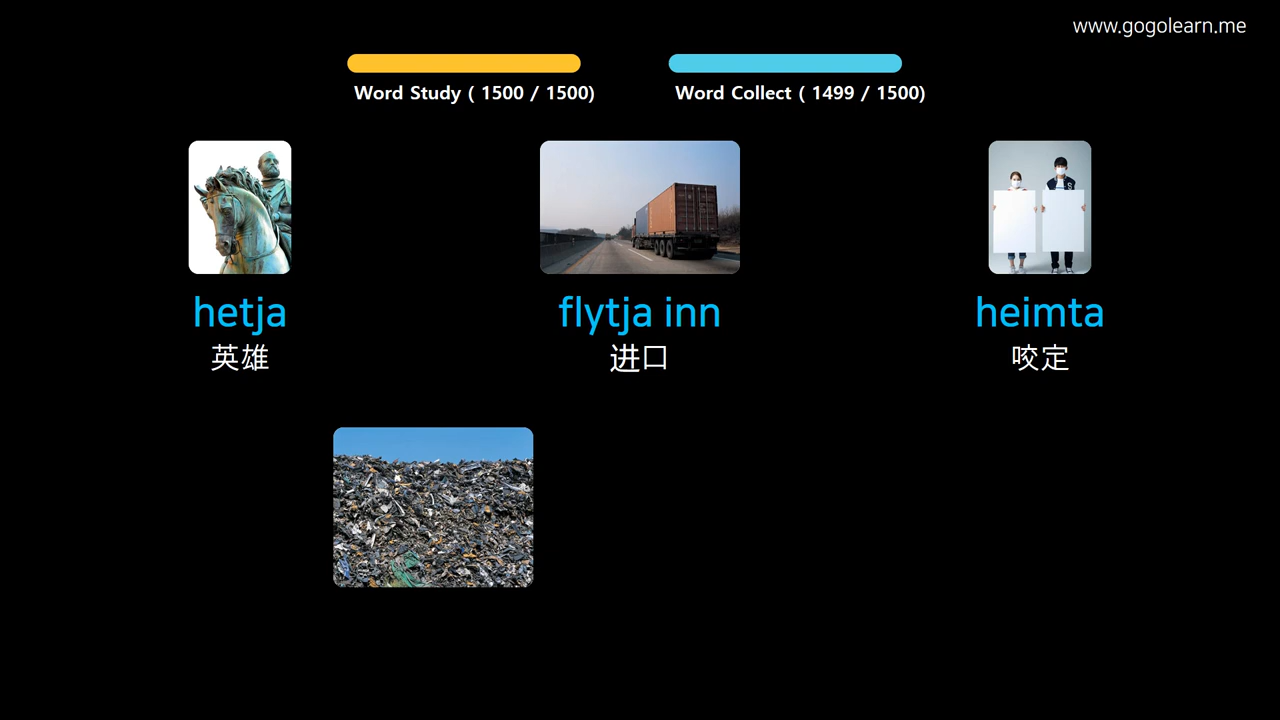 www.gogolearn.me
Word Study ( 1500 / 1500)
Word Collect ( 1499 / 1500)
hetja
flytja inn
heimta
英雄
进口
咬定